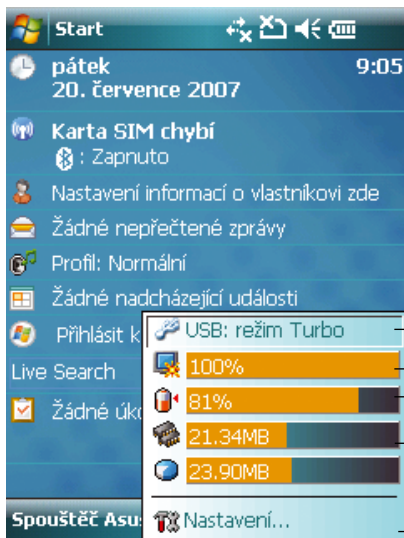 Start
pátek 9:05
20. července 2007
Karta SIM chybí
: Zapnuto
Nastavení informací o vlastníkovi zde
Žádné nepřečtené zprávy
Profil: Normální
Žádné nadcházející události
Přihlásit k
USB: režim Turbo
Live Search
100%
81%
Žádné úko
21.34MB
23.90MB
Spouštěč Asu
Nastavení...